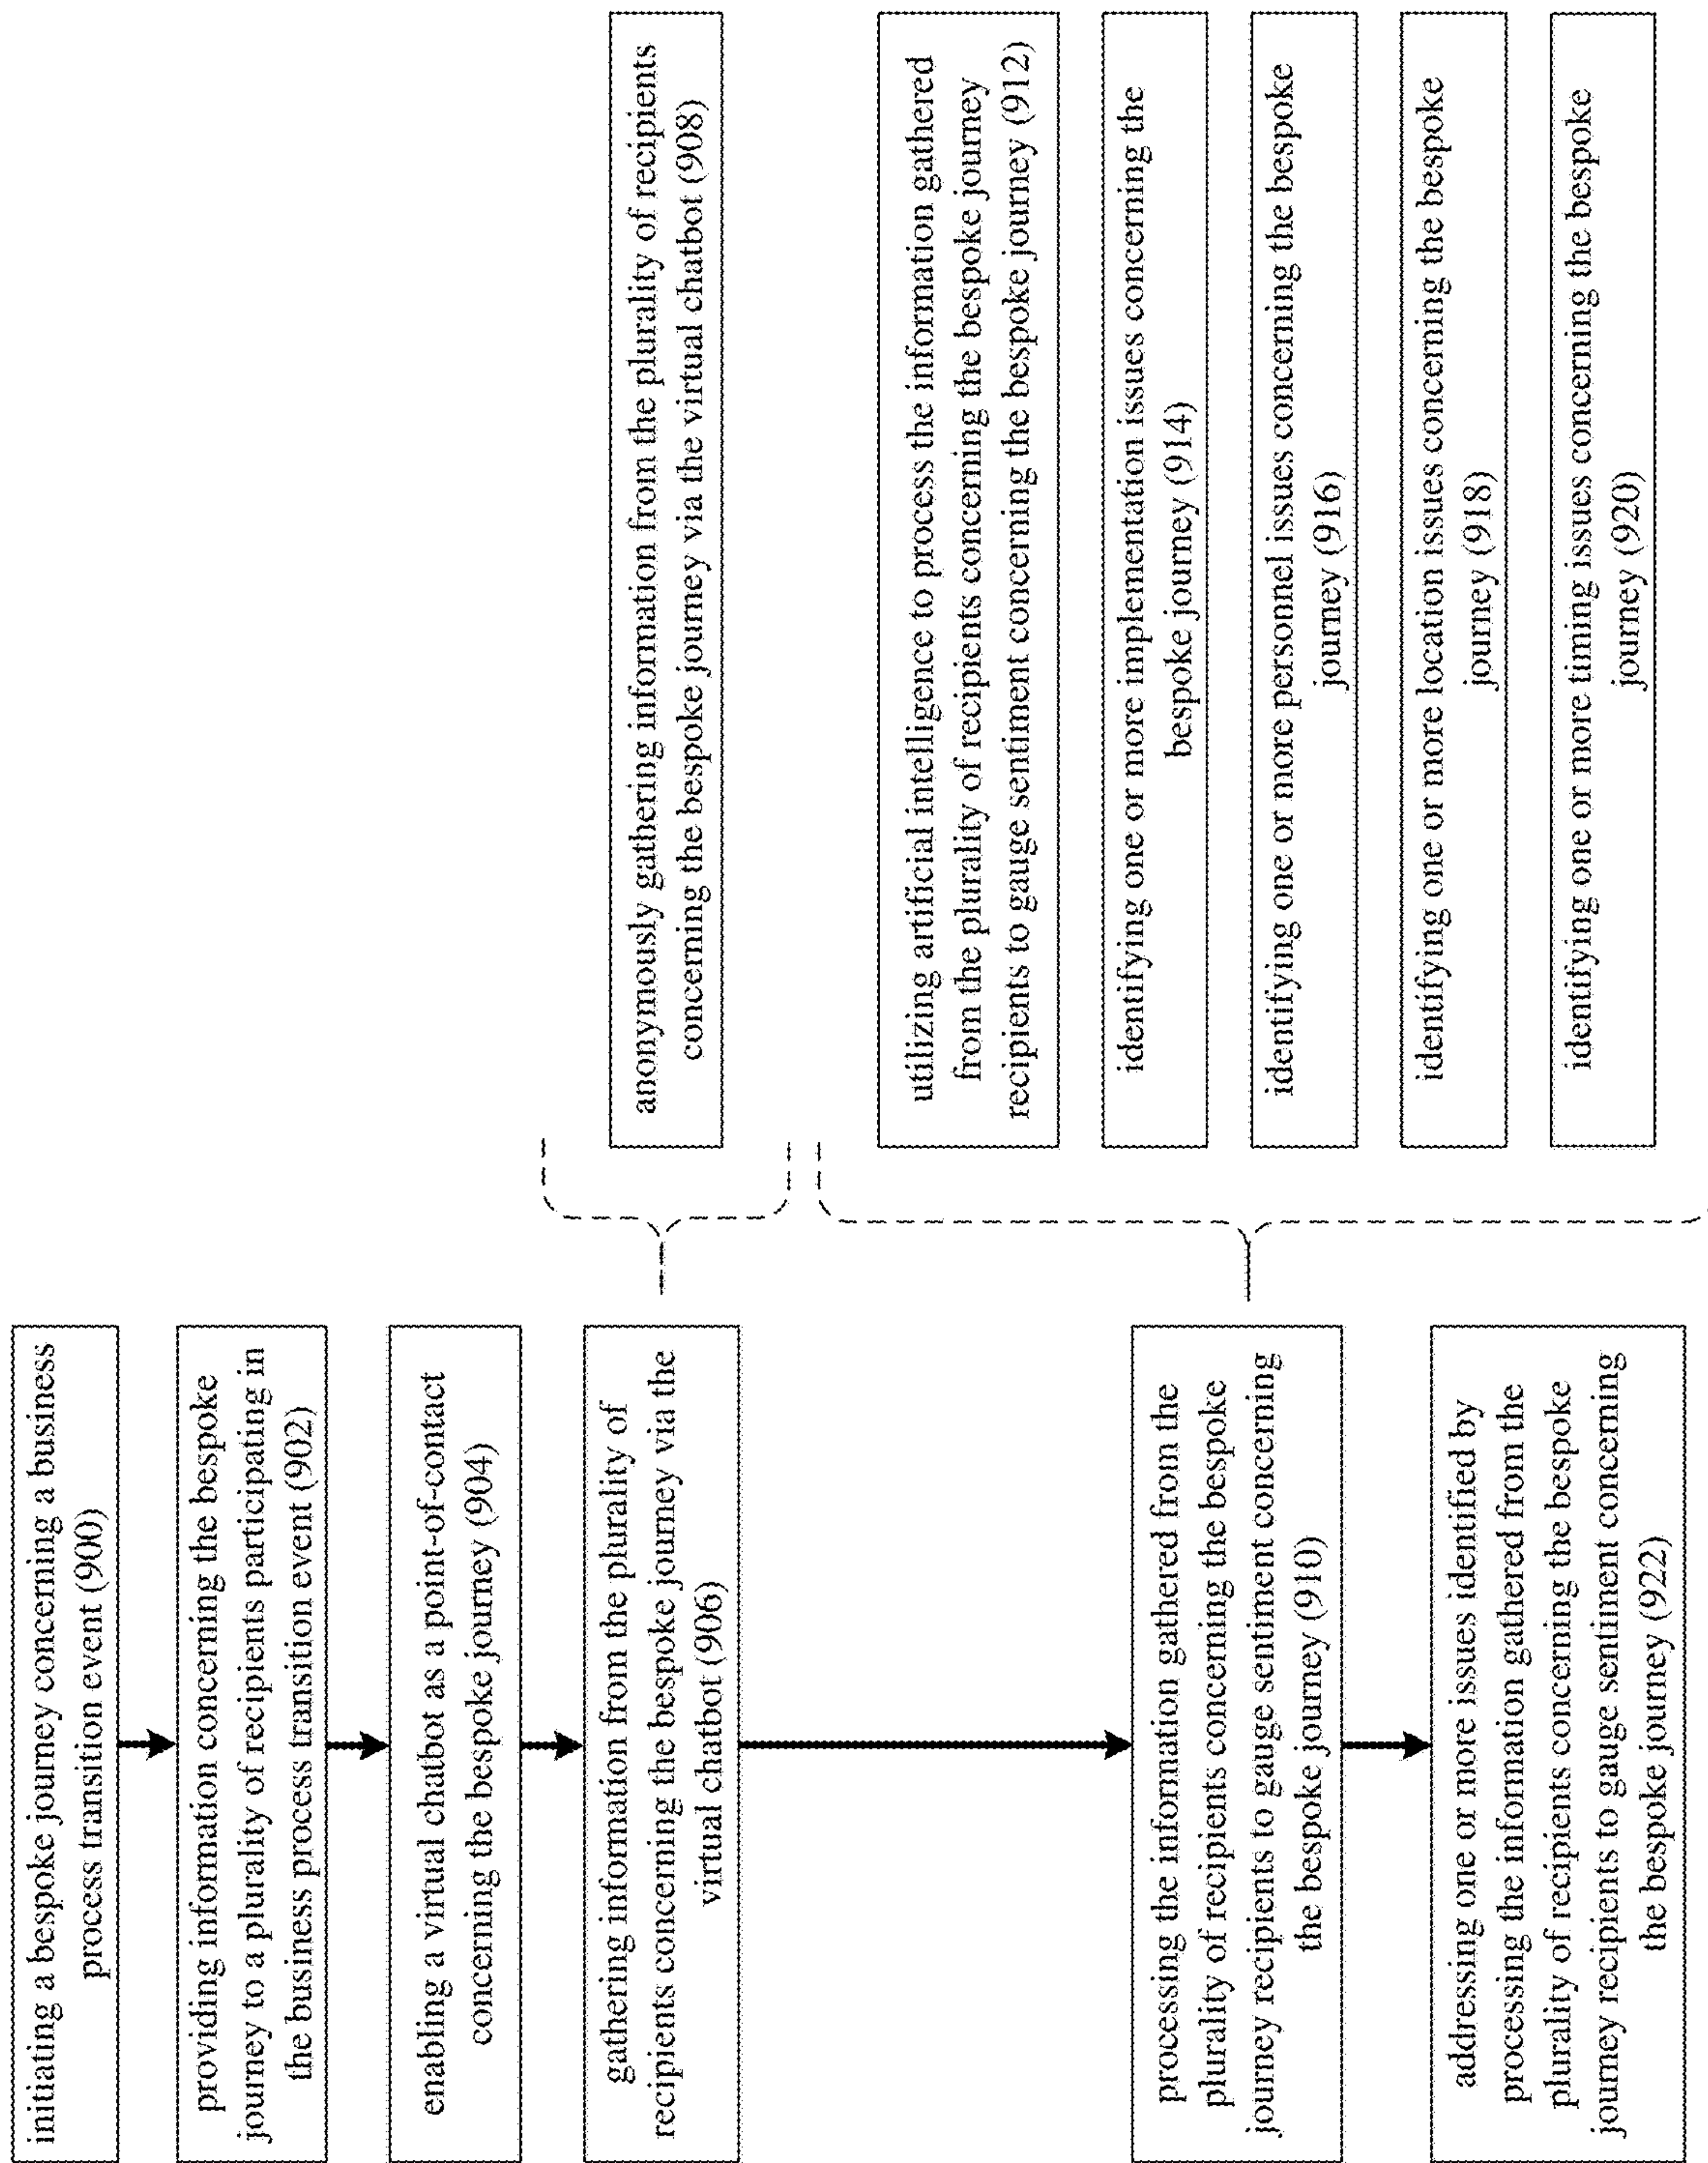 initiating a bespoke journey concerning a business
process transition event (900)
providing information concerning the bespoke
journey to a plurality of recipients participating in
the business process transition event (902)
enabling a virtual chatbot as a point-of-contact
concerning the bespoke journey (904)
gathering information from the plurality of
recipients concerning the bespoke journey via the
virtual chatbot (906)
anonymously gathering information from the plurality of recipients
concerning the bespoke journey via the virtual chatbot (908)
processing the information gathered from the
plurality of recipients concerning the bespoke
journey recipients to gauge sentiment concerning
the bespoke journey (910)
utilizing artificial intelligence to process the information gathered
from the plurality of recipients concerning the bespoke journey
recipients to gauge sentiment concerning the bespoke journey (912)
identifying one or more implementation issues concerning the
bespoke journey (914)
identifying one or more personnel issues concerning the bespoke
journey (916)
identifying one or more location issues concerning the bespoke
journey (918)
identifying one or more timing issues concerning the bespoke
journey (920)
addressing one or more issues identified by
processing the information gathered from the
plurality of recipients concerning the bespoke
journey recipients to gauge sentiment concerning
the bespoke journey (922)